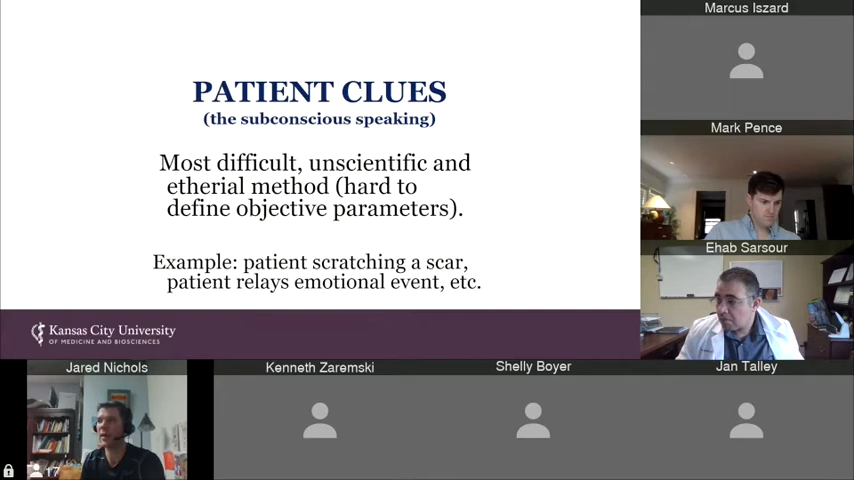 Marcus Iszard
PATIENT CLUES
(the subconscious speaking)
Most difficult, unscientific and
etherial method (hard to
define objective parameters).
Example: patient scratching a scar,
patient relays emotional event, etc.
Mark Pence
Ehab Sarsour
Kansas City University
OF MEDICINE AND BIOSCIENCES
Jared Nichols
Kenneth Zaremski
Shelly Boyer
Jan Talley
17